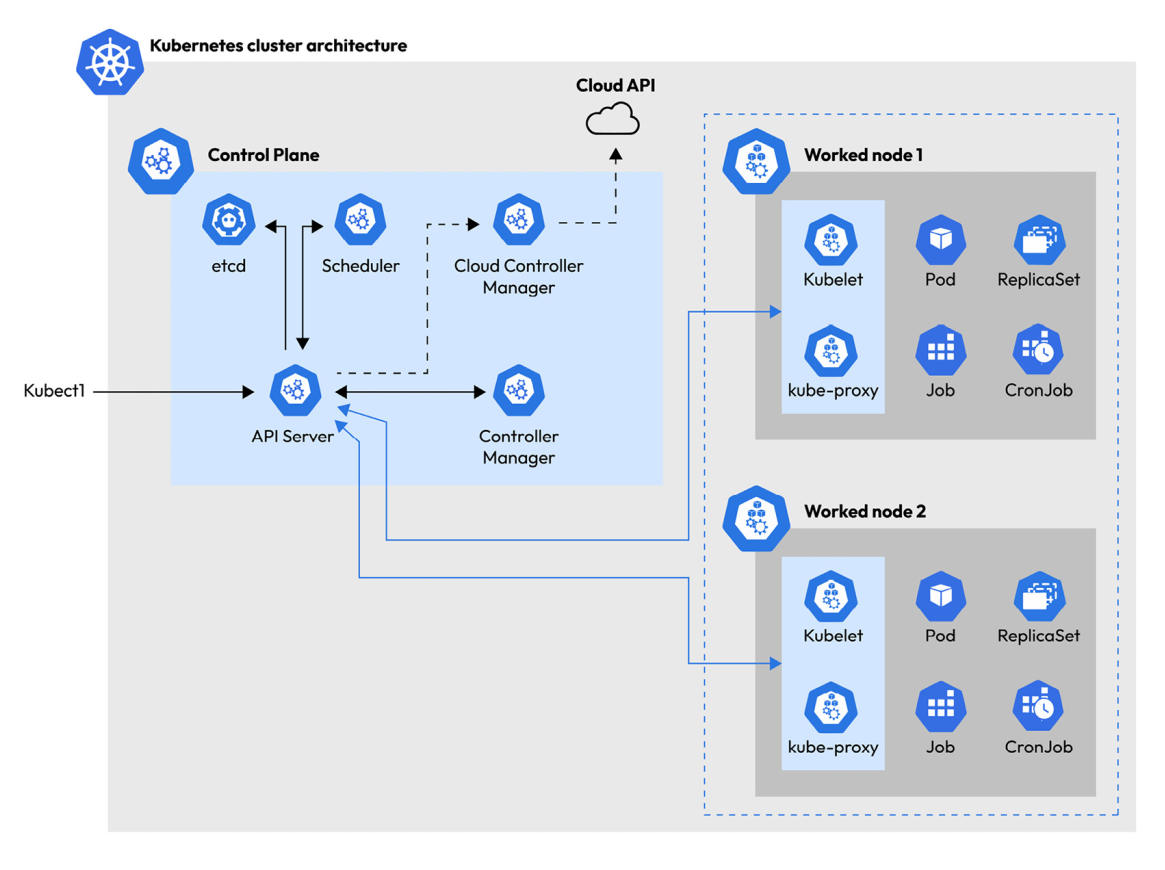 Kubernetes cluster architecture
Cloud API
Control Plane
etcd
Scheduler
Cloud Controller
Manager
Kubect1
API Server
Controller
Manager
Worked node 1
Kubelet
Pod
ReplicaSet
kube-proxy
Job
CronJob
Worked node 2
Kubelet
Pod
ReplicaSet
kube-proxy
Job
CronJob